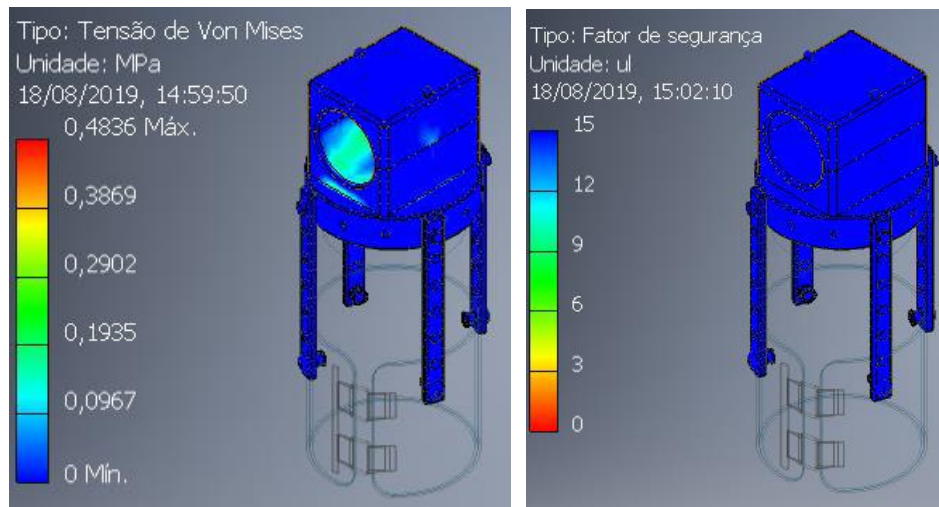 Tipo: Tensão de Von Mises
Unidade: MPa
18/08/2019, 14:59:50
0,4836 Máx.
0,3869
0,2902
0,1935
0,0967
0 Mín.
Tipo: Fator de segurança
Unidade: ul
18/08/2019, 15:02:10
15
12
9
6
3
0